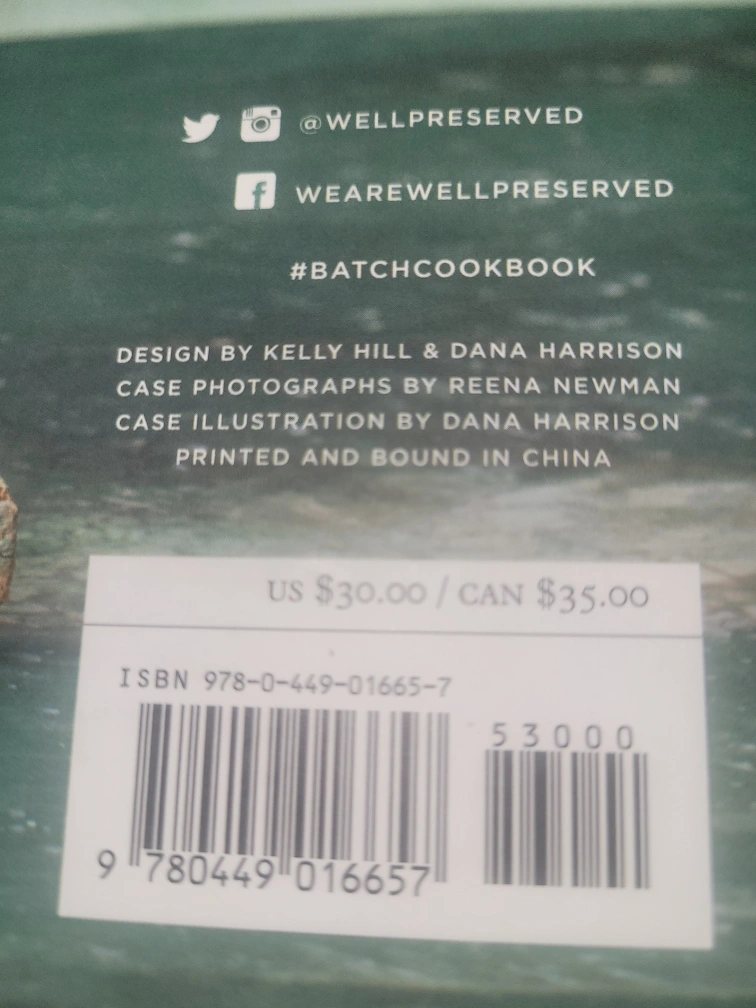 @WELLPRESERVED
WEAREWELLPRESERVED
#BATCHCOOKBOOK
DESIGN BY KELLY HILL & DANA HARRISON
CASE PHOTOGRAPHS BY REENA NEWMAN
CASE ILLUSTRATION BY DANA HARRISON
PRINTED AND BOUND IN CHINA
US $30.00 / CAN $35.00
ISBN 978-0-449-01665-7
53000
9 780449 016657